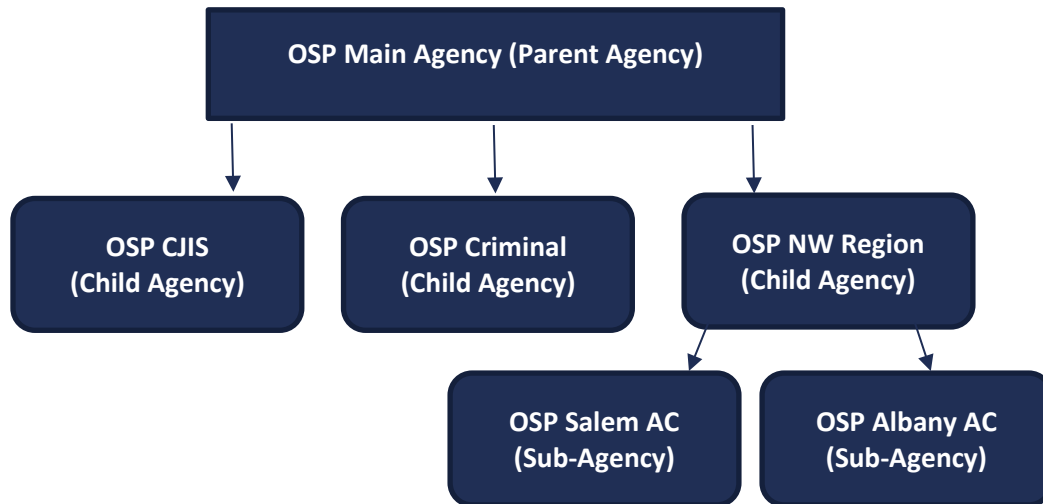 OSP Main Agency (Parent Agency)
OSP CJIS
(Child Agency)
OSP Criminal
(Child Agency)
OSP NW Region
(Child Agency)
OSP Salem AC
(Sub-Agency)
OSP Albany AC
(Sub-Agency)